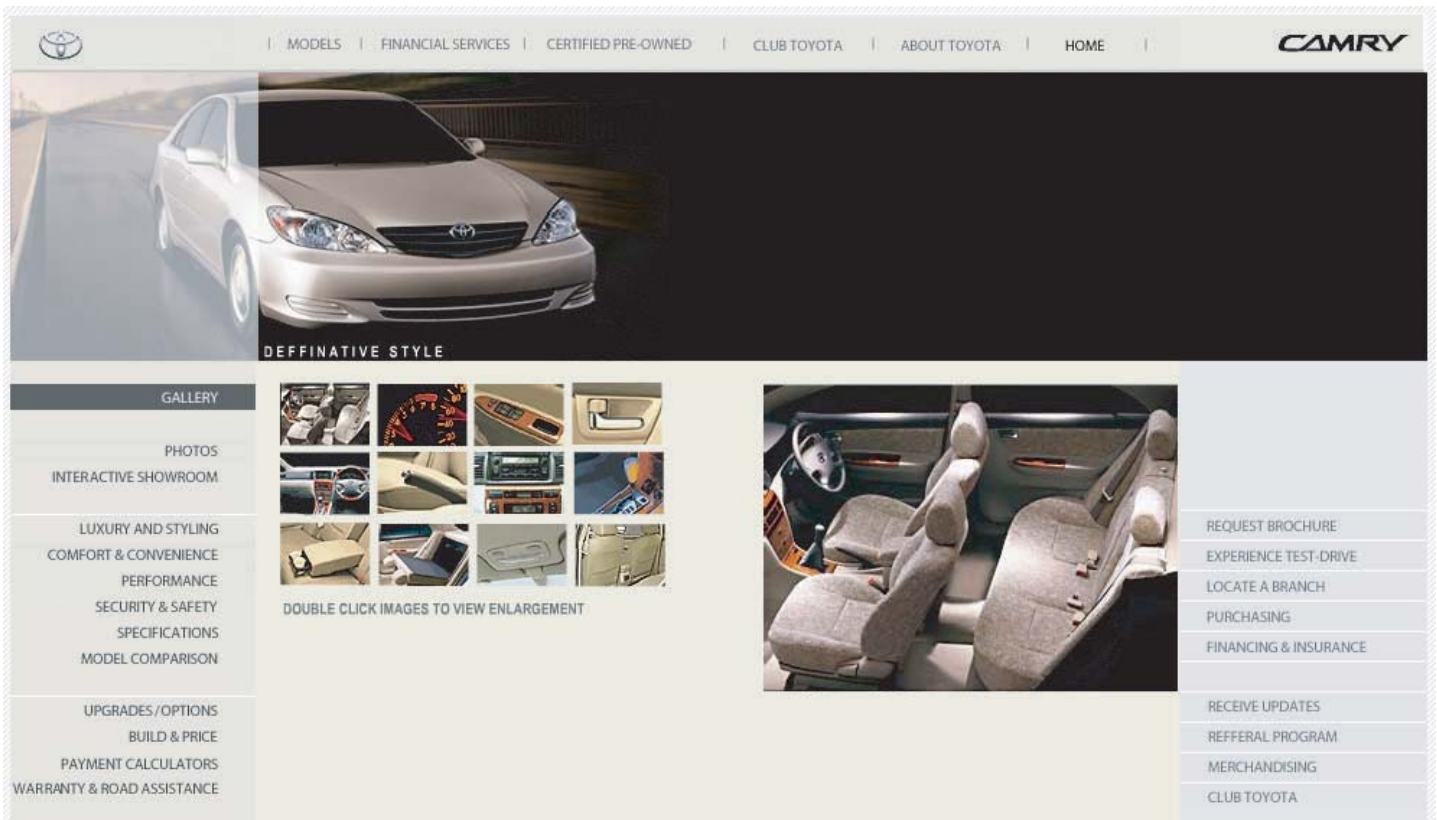 MODELS | FINANCIAL SERVICES | CERTIFIED PRE-OWNED | CLUB TOYOTA | ABOUT TOYOTA | HOME |
CAMRY
DEFFINATIVE STYLE
GALLERY
PHOTOS
INTERACTIVE SHOWROOM
LUXURY AND STYLING
COMFORT & CONVENIENCE
PERFORMANCE
SECURITY & SAFETY
SPECIFICATIONS
MODEL COMPARISON
UPGRADES/OPTIONS
BUILD & PRICE
PAYMENT CALCULATORS
WARRANTY & ROAD ASSISTANCE
DOUBLE CLICK IMAGES TO VIEW ENLARGEMENT
REQUEST BROCHURE
EXPERIENCE TEST-DRIVE
LOCATE A BRANCH
PURCHASING
FINANCING & INSURANCE
RECEIVE UPDATES
REFFERAL PROGRAM
MERCHANDISING
CLUB TOYOTA